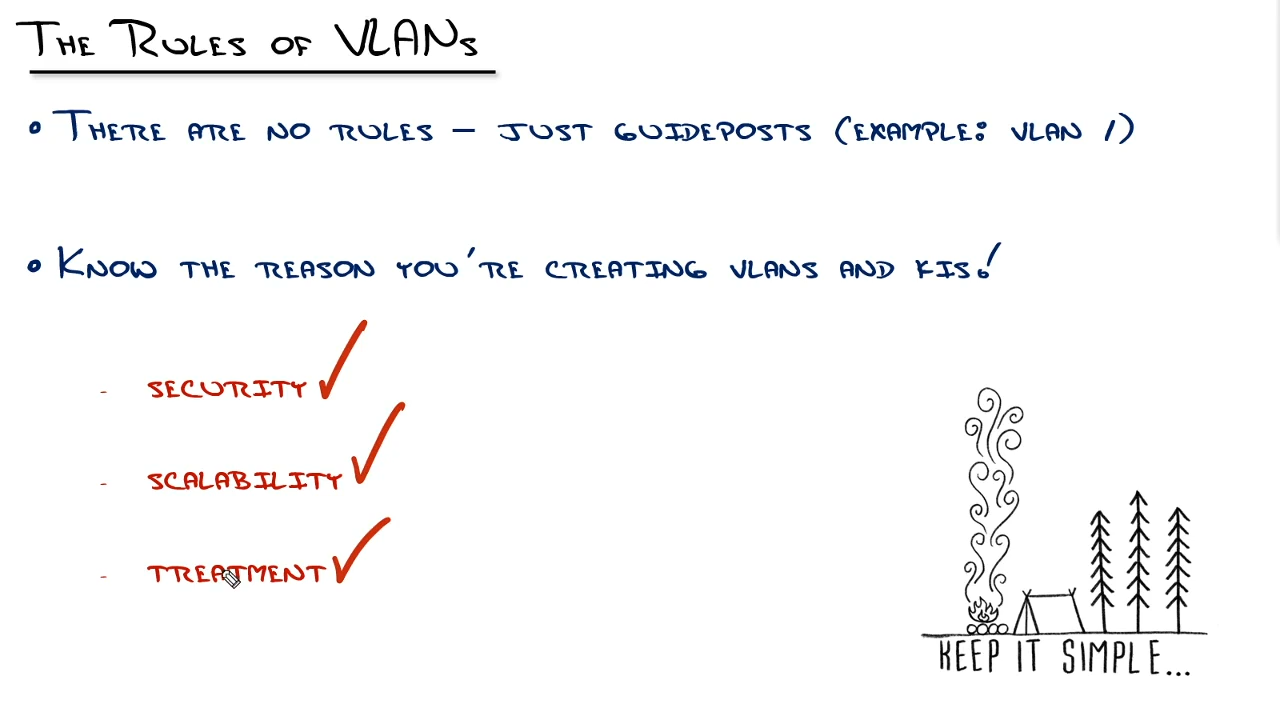 The Rules of VLANs
• There are no rules – just guideposts (example: VLAN 1)
• Know the reason you're creating VLANs and KIS!
- Security
- Scalability
- Treatment
KEEP IT SIMPLE...